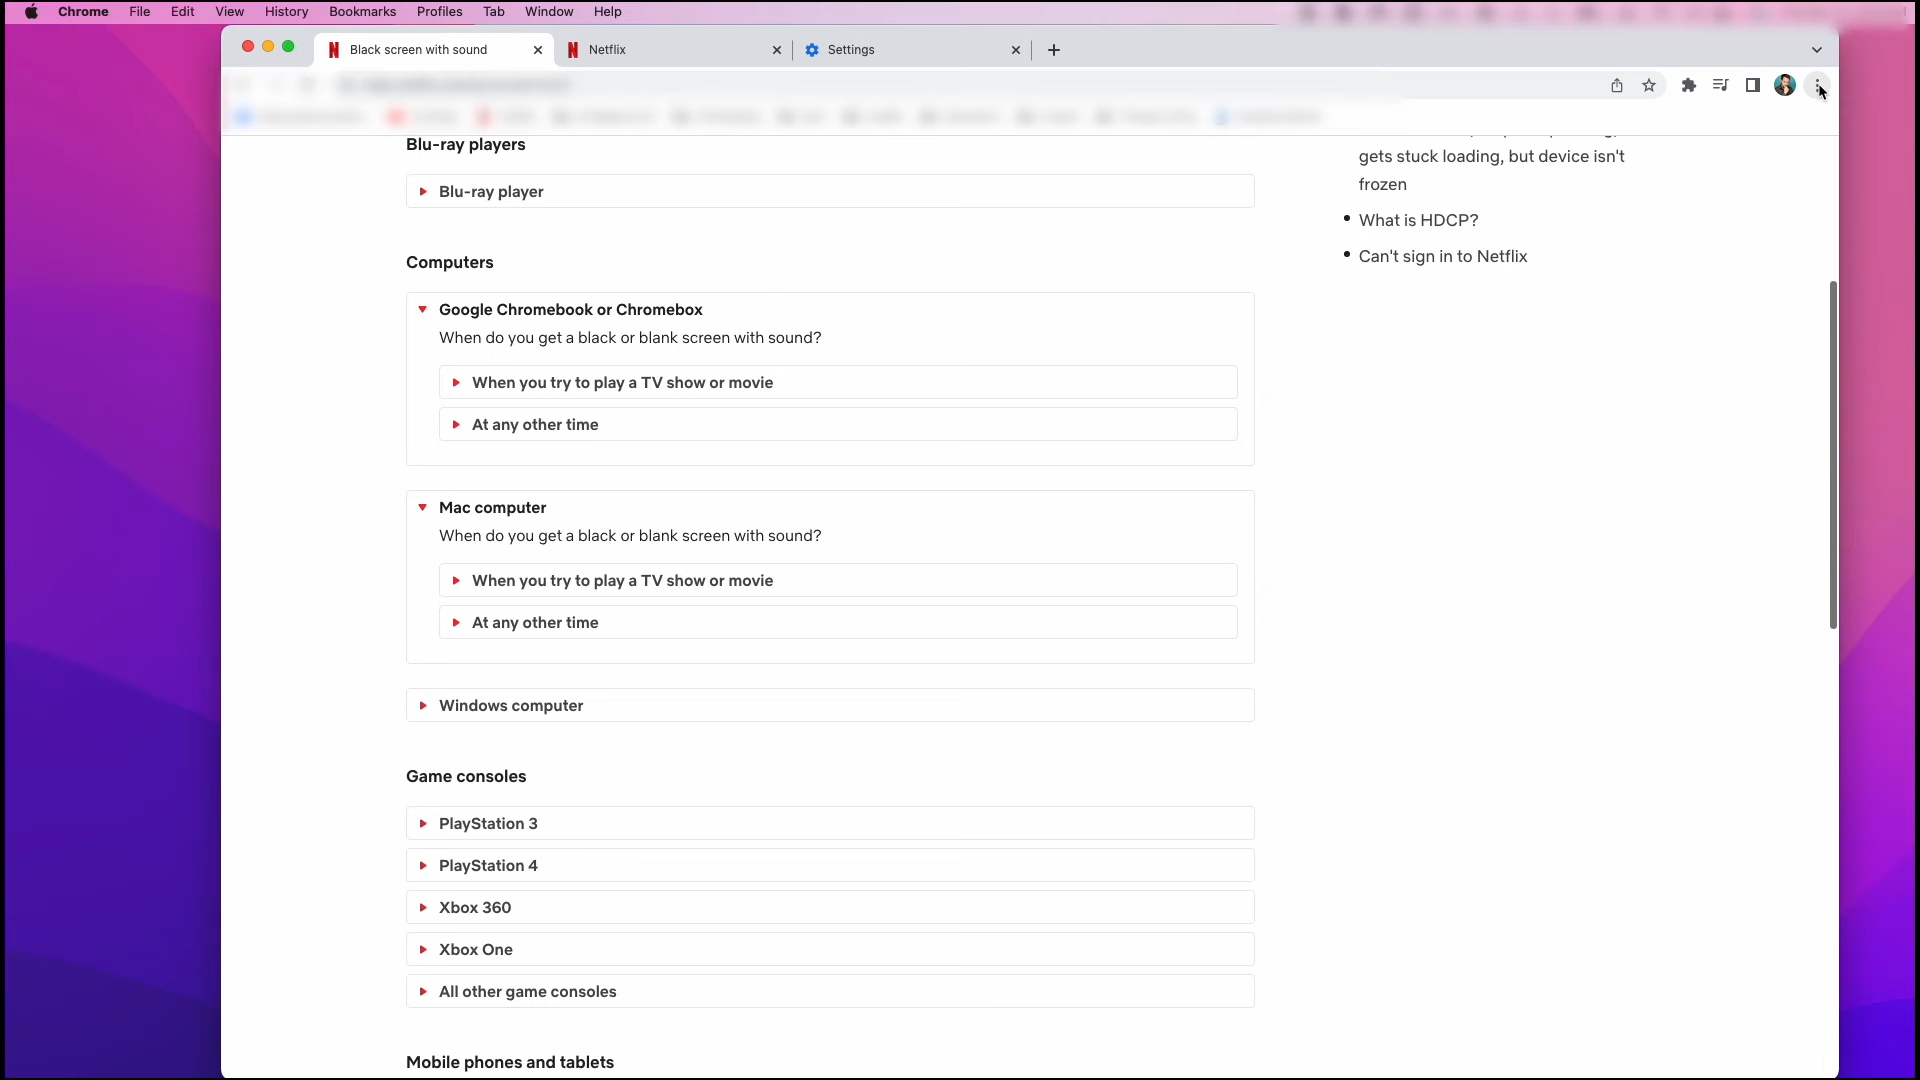 Chrome File Edit View History Bookmarks Profiles Tab Window Help
Black screen with sound
Netflix
Settings
Blu-ray players
Blu-ray player
Computers
Google Chromebook or Chromebox
When do you get a black or blank screen with sound?
When you try to play a TV show or movie
At any other time
Mac computer
When do you get a black or blank screen with sound?
When you try to play a TV show or movie
At any other time
Windows computer
Game consoles
PlayStation 3
PlayStation 4
Xbox 360
Xbox One
All other game consoles
Mobile phones and tablets
gets stuck loading, but device isn't
frozen
What is HDCP?
Can't sign in to Netflix